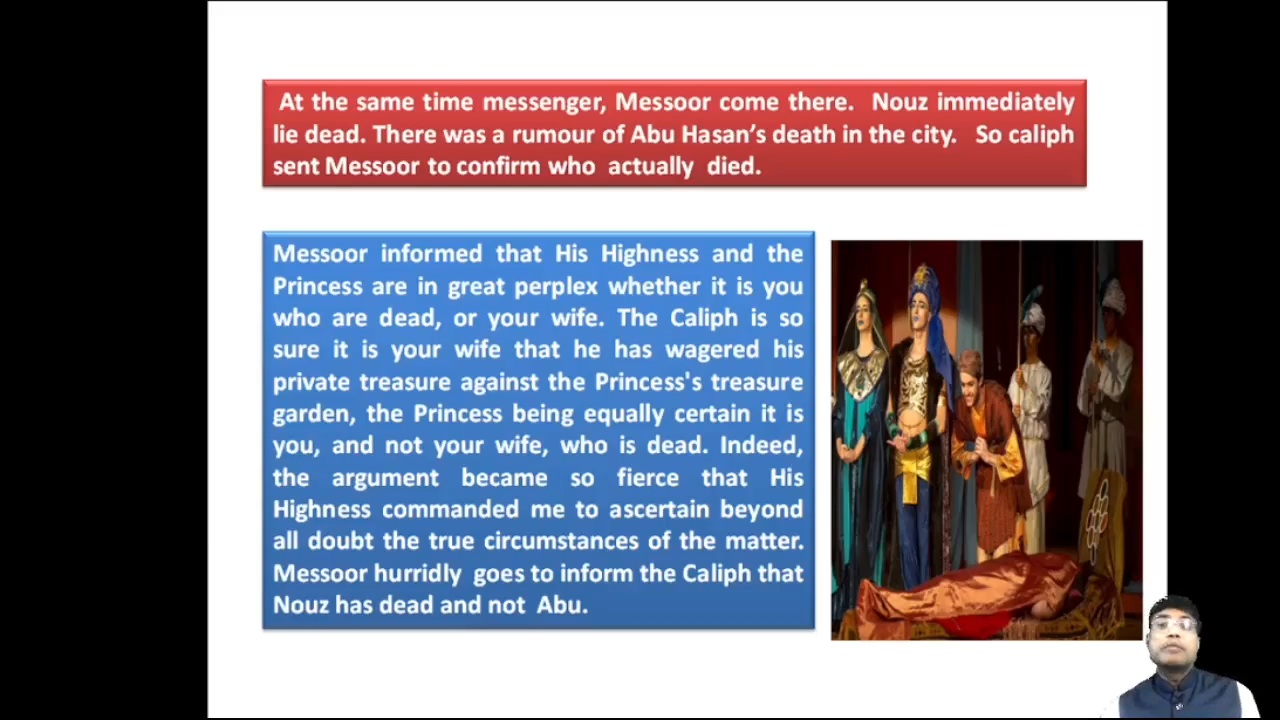 At the same time messenger, Messoor come there. Nouz immediately
lie dead. There was a rumour of Abu Hasan's death in the city. So caliph
sent Messoor to confirm who actually died.
Messoor informed that His Highness and the
Princess are in great perplex whether it is you
who are dead, or your wife. The Caliph is so
sure it is your wife that he has wagered his
private treasure against the Princess's treasure
garden, the Princess being equally certain it is
you, and not your wife, who is dead. Indeed,
the argument became so fierce that His
Highness commanded me to ascertain beyond
all doubt the true circumstances of the matter.
Messoor hurridly goes to inform the Caliph that
Nouz has dead and not Abu.